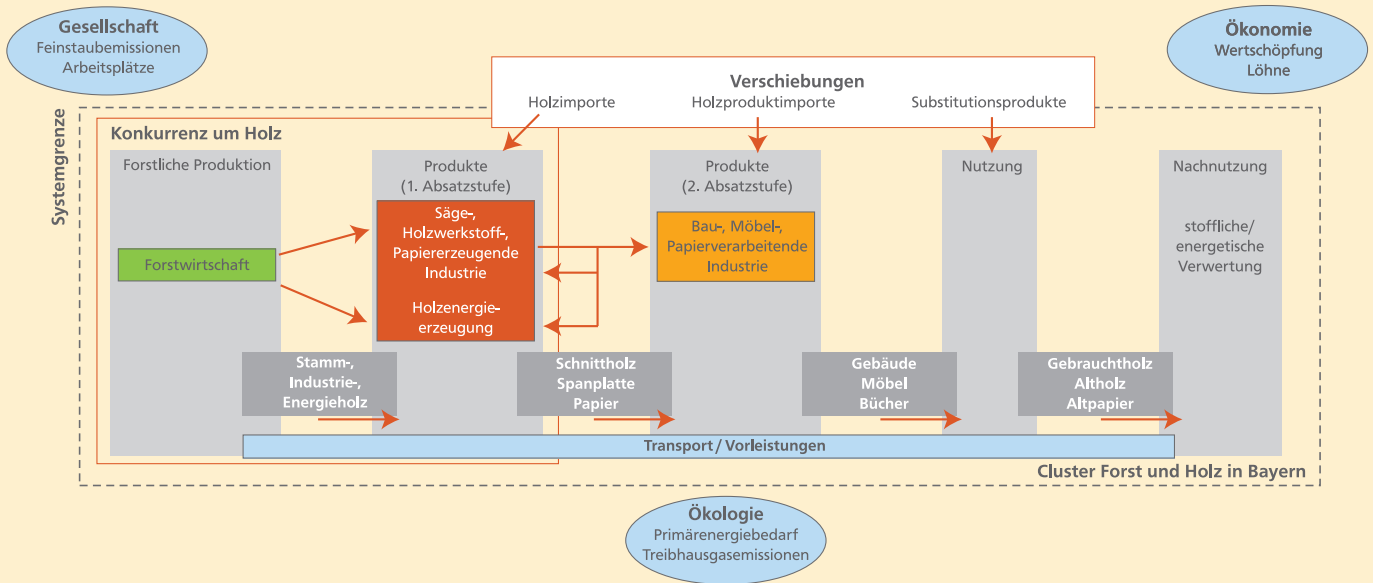 Gesellschaft
Feinstaubemissionen
Arbeitsplätze
Ökonomie
Wertschöpfung
Löhne
Verschiebungen
Holzimporte
Holzproduktimporte
Substitutionsprodukte
Systemgrenze
Konkurrenz um Holz
Forstliche Produktion
Produkte
(1. Absatzstufe)
Produkte
(2. Absatzstufe)
Nutzung
Nachnutzung
Forstwirtschaft
Säge-,
Holzwerkstoff-,
Papiererzeugende
Industrie
Holzenergie-
erzeugung
Bau-, Möbel-,
Papierverarbeitende
Industrie
stoffliche/
energetische
Verwertung
Stamm-,
Industrie-,
Energieholz
Schnittholz
Spanplatte
Papier
Gebäude
Möbel
Bücher
Gebrauchtholz
Altholz
Altpapier
Transport / Vorleistungen
Cluster Forst und Holz in Bayern
Ökologie
Primärenergiebedarf
Treibhausgasemissionen